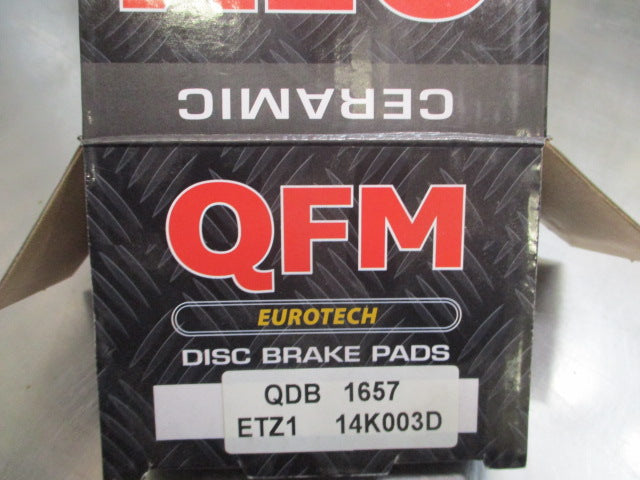 CERAMIC
QFM
EUROTECH
DISC BRAKE PADS
QDB 1657
ETZ1 14K003D